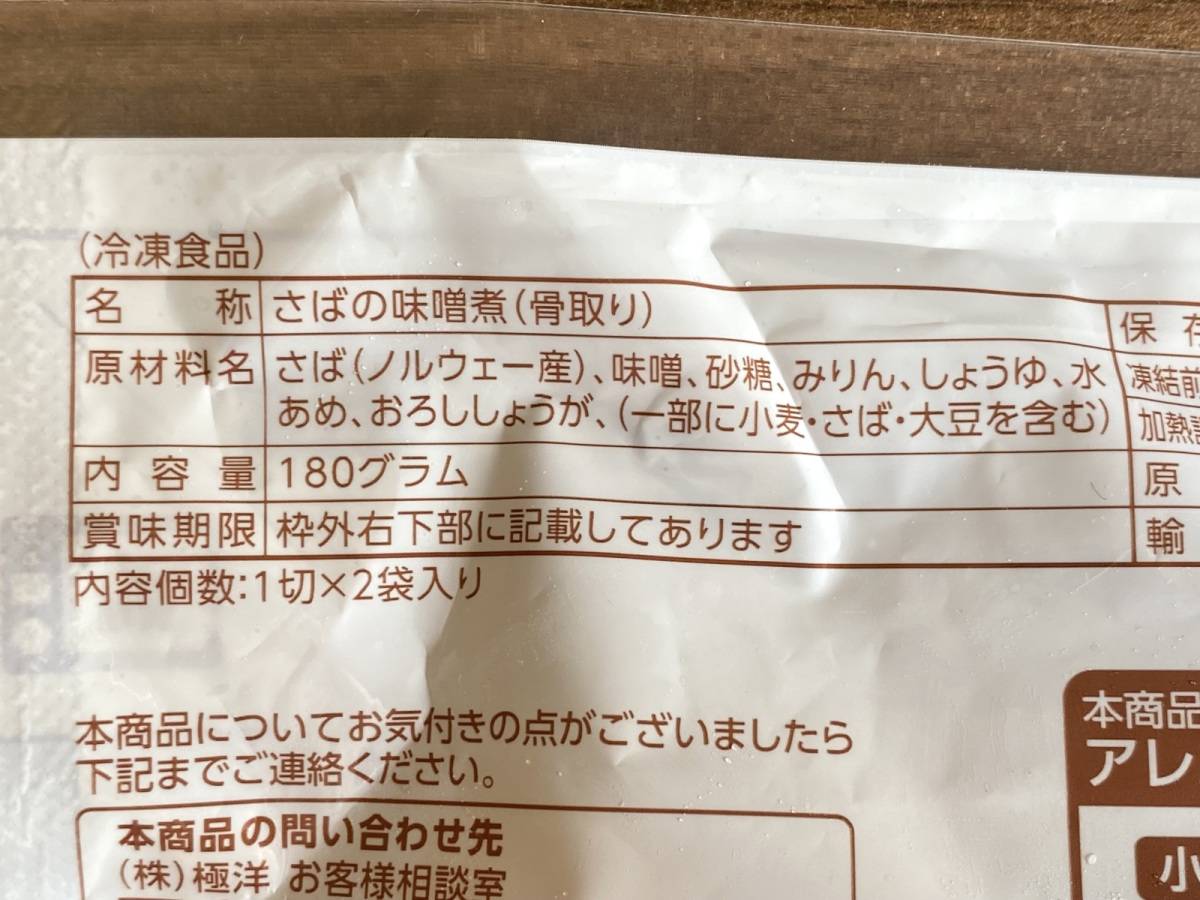 (冷凍食品)
名称 さばの味噌煮(骨取り)
原材料名 さば(ノルウェー産)、味噌、砂糖、みりん、しょうゆ、水
あめ、おろししょうが、(一部に小麦・さば・大豆を含む)
内容量 180グラム
賞味期限 枠外右下部に記載してあります
内容個数:1切×2袋入り
保存
凍結前
加熱調
原
輸
本商品についてお気付きの点がございましたら
下記までご連絡ください。
本商品の問い合わせ先
(株)極洋 お客様相談室
本商品
アレ
小